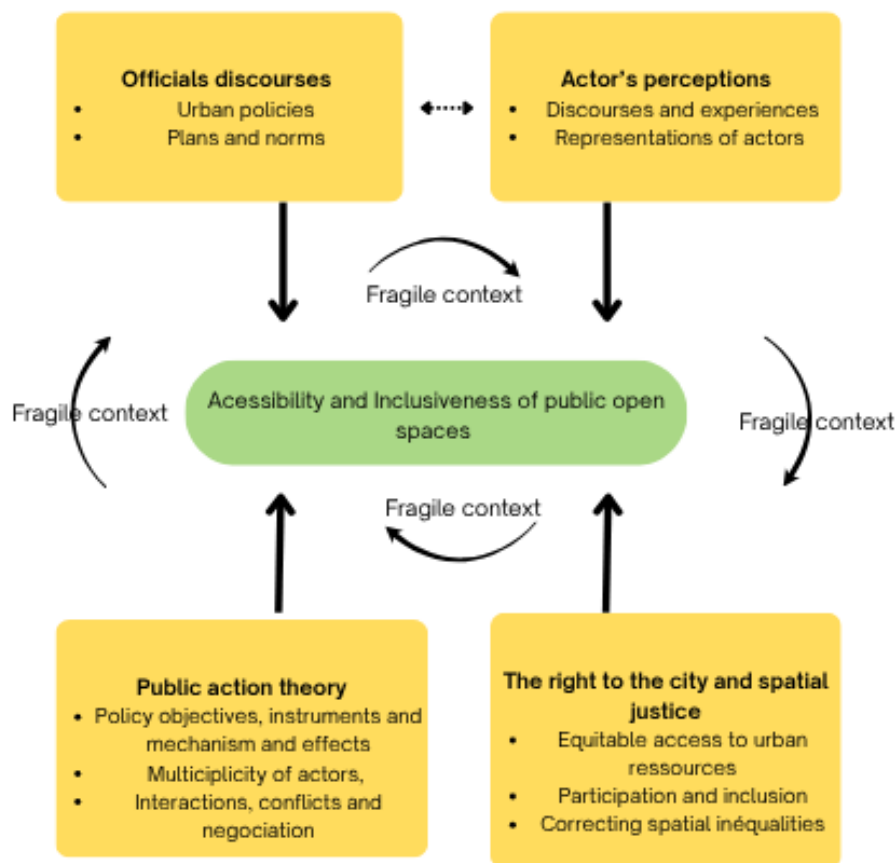 Officials discourses
• Urban policies
• Plans and norms
Actor's perceptions
• Discourses and experiences
• Representations of actors
Fragile context
Fragile context
Acessibility and Inclusiveness of public open
spaces
Fragile context
Fragile context
Public action theory
• Policy objectives, instruments and
mechanism and effects
• Multiciplicity of actors,
• Interactions, conflicts and
negociation
The right to the city and spatial
justice
• Equitable access to urban
ressources
• Participation and inclusion
• Correcting spatial inéqualities